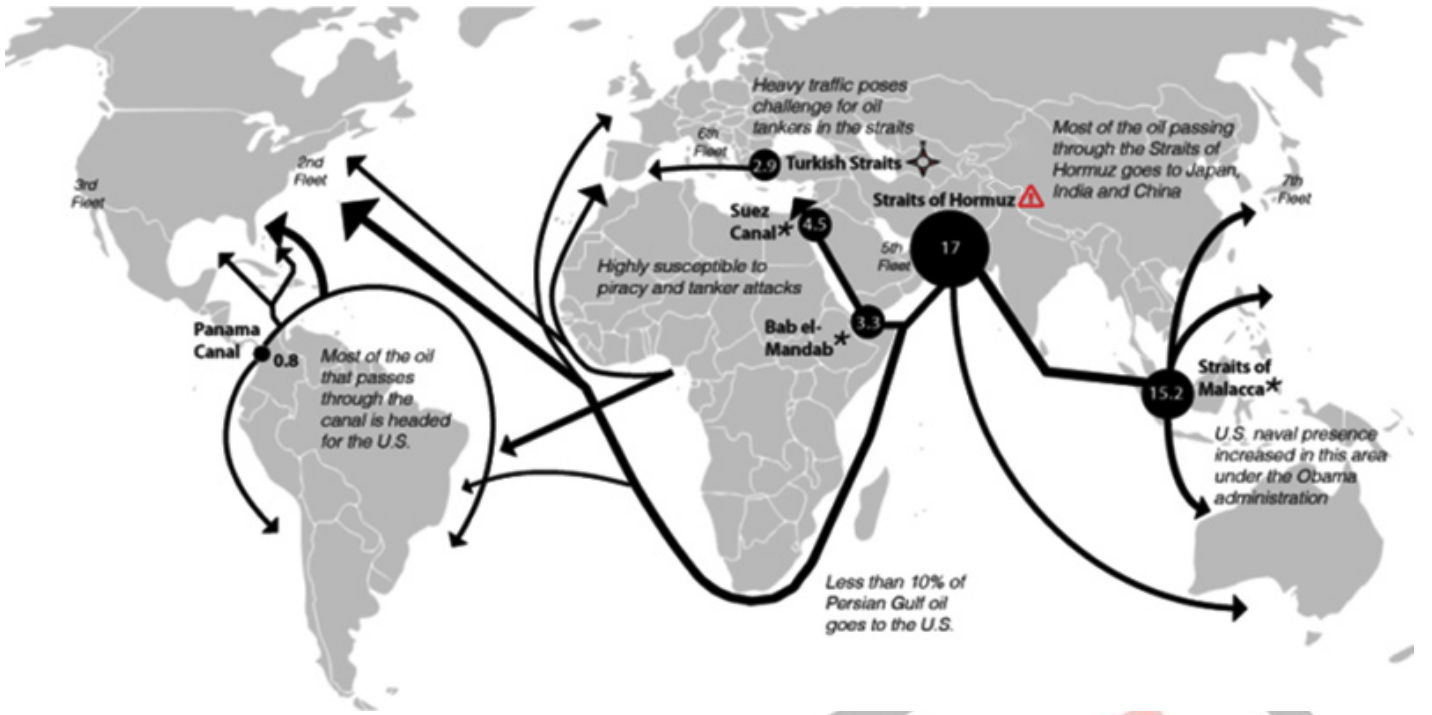 Heavy traffic poses
challenge for oil
tankers in the straits
6th
Fleet
2.9
Turkish Straits
Most of the oil passing
through the Straits of
Hormuz goes to Japan,
India and China
2nd
Fleet
3rd
Fleet
7th
Fleet
Straits of Hormuz
Suez
Canal*
4.5
5th
Fleet
17
Highly susceptible to
piracy and tanker attacks
Bab el-
Mandab*
3.3
Panama
Canal
0.8
Most of the oil
that passes
through the
canal is headed
for the U.S.
Straits of
Malacca*
15.2
U.S. naval presence
increased in this area
under the Obama
administration
Less than 10% of
Persian Gulf oil
goes to the U.S.